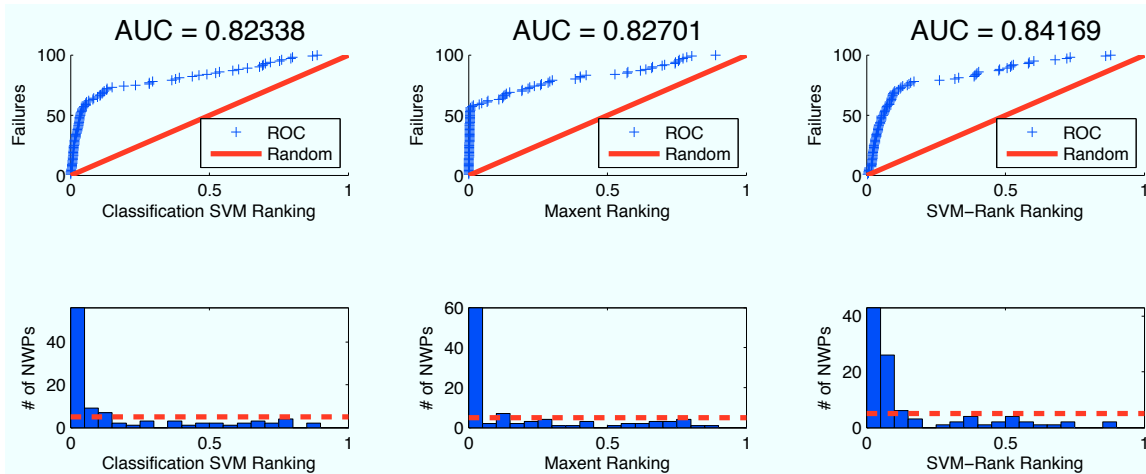 AUC = 0.82338
AUC = 0.82701
AUC = 0.84169
Failures
100
50
0
ROC
Random
0
0.5
1
Classification SVM Ranking
Failures
100
50
0
ROC
Random
0
0.5
1
Maxent Ranking
Failures
100
50
0
ROC
Random
0
0.5
1
SVM−Rank Ranking
# of NWPs
40
20
0
0
0.5
1
Classification SVM Ranking
# of NWPs
60
40
20
0
0
0.5
1
Maxent Ranking
# of NWPs
40
20
0
0
0.5
1
SVM−Rank Ranking